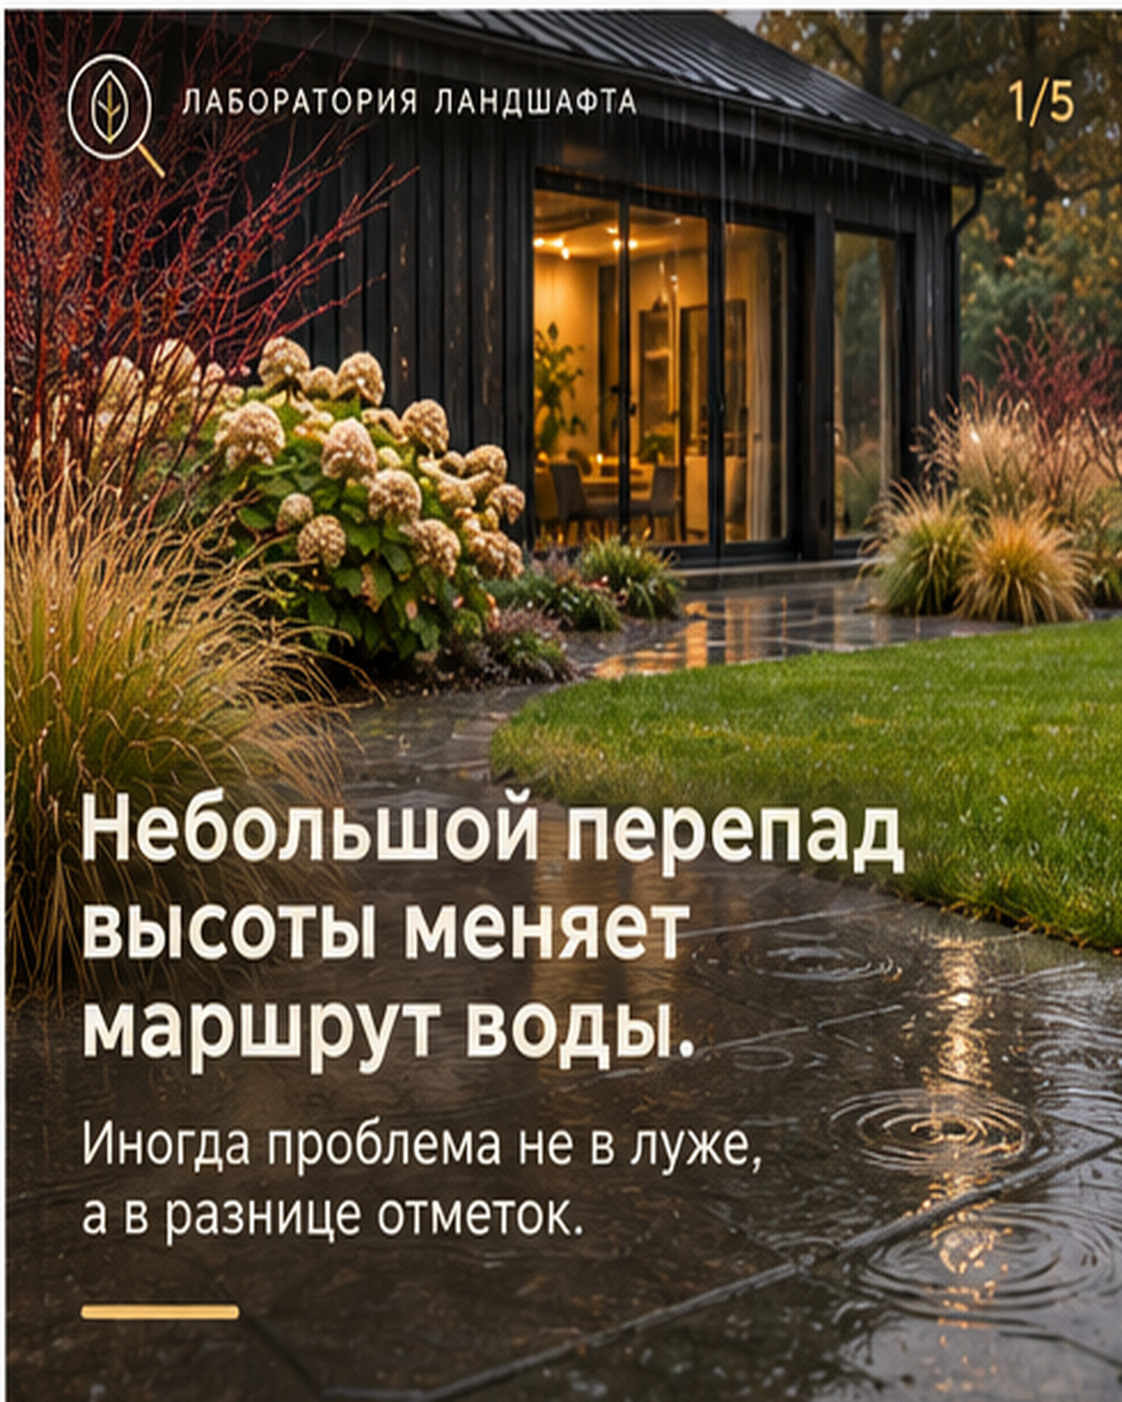 ЛАБОРАТОРИЯ ЛАНДШАФТА
1/5
Небольшой перепад
высоты меняет
маршрут воды.
Иногда проблема не в луже,
а в разнице отметок.